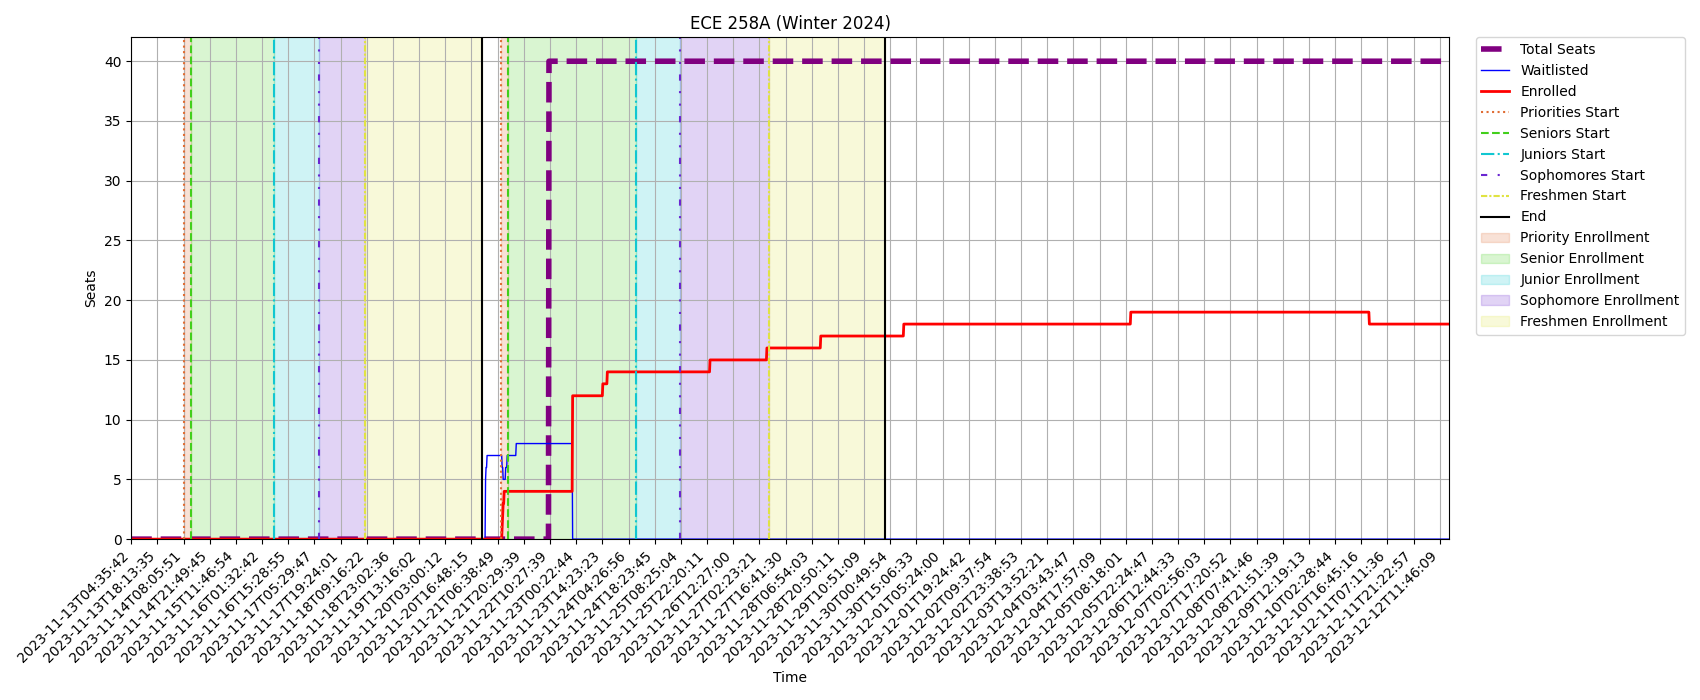 ECE 258A (Winter 2024)
Seats
40
35
30
25
20
15
10
5
0
2023-11-13T04:35:42
2023-11-13T18:13:35
2023-11-14T08:05:51
2023-11-14T21:49:45
2023-11-15T11:46:54
2023-11-16T01:32:42
2023-11-16T15:28:55
2023-11-17T05:29:47
2023-11-17T19:24:01
2023-11-18T09:16:22
2023-11-18T23:02:36
2023-11-19T13:16:02
2023-11-20T03:00:12
2023-11-20T16:48:15
2023-11-21T06:38:49
2023-11-21T20:29:39
2023-11-22T10:27:39
2023-11-23T00:22:44
2023-11-23T14:23:23
2023-11-24T04:26:56
2023-11-24T18:23:45
2023-11-25T08:25:04
2023-11-25T22:20:11
2023-11-26T12:27:00
2023-11-27T02:23:21
2023-11-27T16:41:30
2023-11-28T06:54:03
2023-11-28T20:50:11
2023-11-29T10:51:09
2023-11-30T00:49:54
2023-11-30T15:06:33
2023-12-01T05:24:00
2023-12-01T19:24:42
2023-12-02T09:37:54
2023-12-02T23:38:53
2023-12-03T13:52:21
2023-12-04T03:43:47
2023-12-04T17:57:09
2023-12-05T08:18:01
2023-12-05T22:24:47
2023-12-06T12:44:33
2023-12-07T02:56:03
2023-12-07T17:20:52
2023-12-08T07:41:46
2023-12-08T21:51:39
2023-12-09T12:19:13
2023-12-10T02:28:44
2023-12-10T16:45:16
2023-12-11T07:11:36
2023-12-11T21:22:57
2023-12-12T11:46:09
Time
Total Seats
Waitlisted
Enrolled
Priorities Start
Seniors Start
Juniors Start
Sophomores Start
Freshmen Start
End
Priority Enrollment
Senior Enrollment
Junior Enrollment
Sophomore Enrollment
Freshmen Enrollment